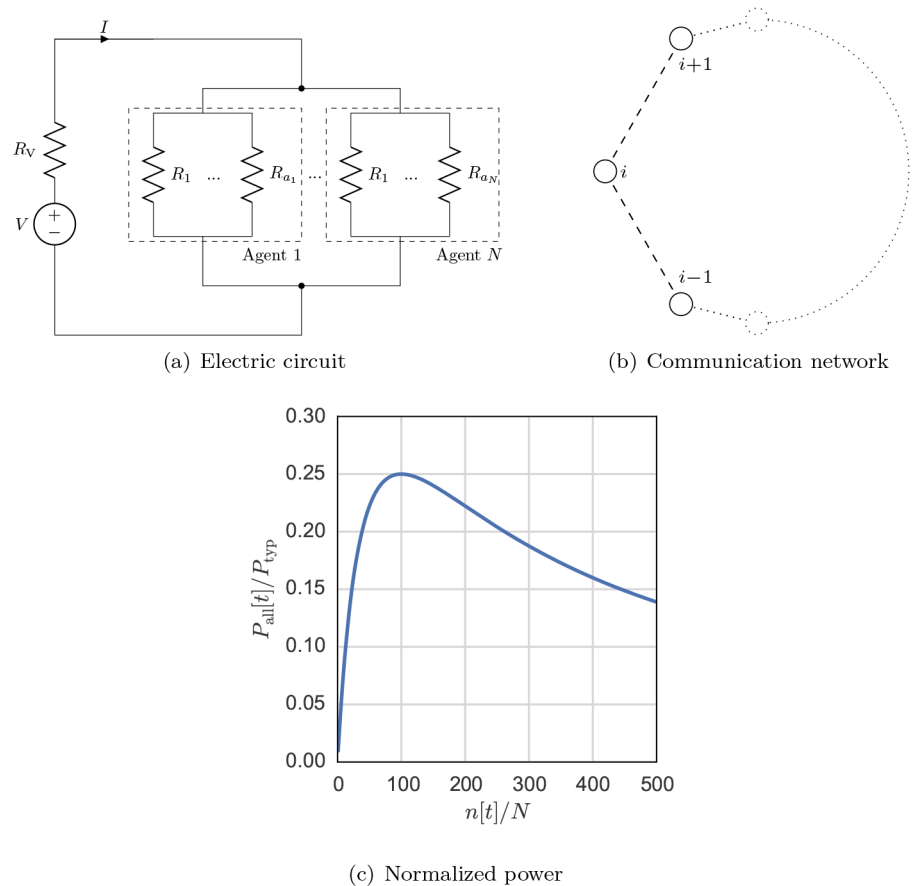 I
R_V
V
+
−
R_1 ... R_{a_1} ... R_1 ... R_{a_N}
Agent 1
Agent N
(a) Electric circuit
i+1
i
i−1
(b) Communication network
P_all[t]/P_typ
0.30
0.25
0.20
0.15
0.10
0.05
0.00
0 100 200 300 400 500
n[t]/N
(c) Normalized power